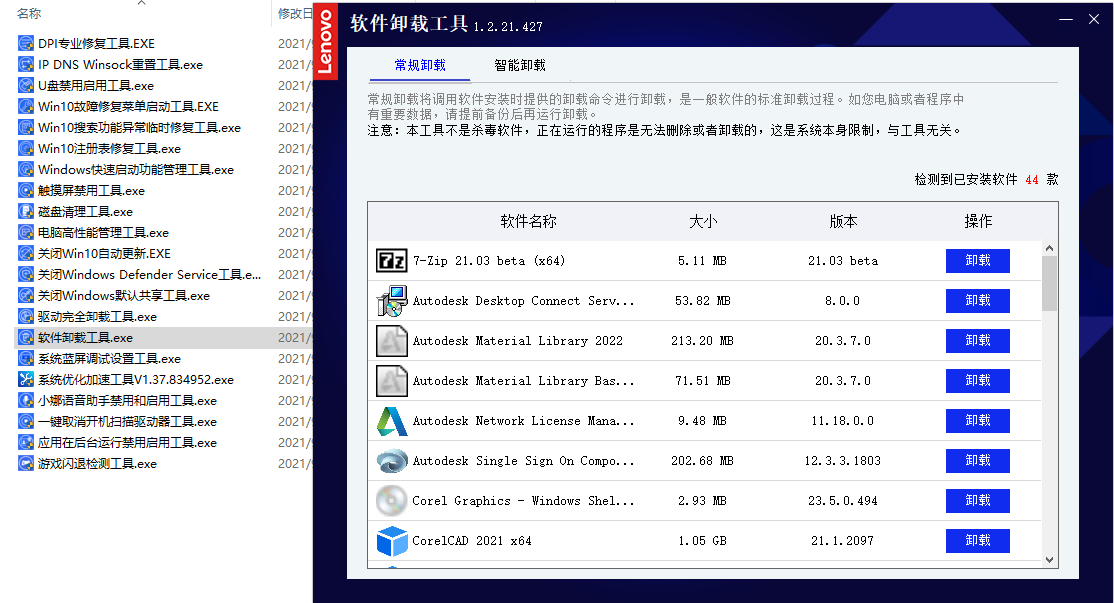 名称
修改日
DPI专业修复工具.EXE
2021/
IP DNS Winsock重置工具.exe
2021/
U盘禁用启用工具.exe
2021/
Win10故障修复菜单启动工具.EXE
2021/
Win10搜索功能异常临时修复工具.exe
2021/
Win10注册表修复工具.exe
2021/
Windows快速启动功能管理工具.exe
2021/
触摸屏禁用工具.exe
2021/
磁盘清理工具.exe
2021/
电脑高性能管理工具.exe
2021/
关闭Win10自动更新.EXE
2021/
关闭Windows Defender Service工具.e...
2021/
关闭Windows默认共享工具.exe
2021/
驱动完全卸载工具.exe
2021/
软件卸载工具.exe
2021/
系统蓝屏调试设置工具.exe
2021/
系统优化加速工具V1.37.834952.exe
2021/
小娜语音助手禁用和启用工具.exe
2021/
一键取消开机扫描驱动器工具.exe
2021/
应用在后台运行禁用启用工具.exe
2021/
游戏闪退检测工具.exe
2021/
Lenovo
软件卸载工具 1.2.21.427
常规卸载
智能卸载
常规卸载将调用软件安装时提供的卸载命令进行卸载，是一般软件的标准卸载过程。如您电脑或者程序中
有重要数据，请提前备份后再运行卸载。
注意：本工具不是杀毒软件，正在运行的程序是无法删除或者卸载的，这是系统本身限制，与工具无关。
检测到已安装软件 44 款
软件名称 大小 版本 操作
7z 7-Zip 21.03 beta (x64) 5.11 MB 21.03 beta 卸载
Autodesk Desktop Connect Serv... 53.82 MB 8.0.0 卸载
Autodesk Material Library 2022 213.20 MB 20.3.7.0 卸载
Autodesk Material Library Bas... 71.51 MB 20.3.7.0 卸载
Autodesk Network License Mana... 9.48 MB 11.18.0.0 卸载
Autodesk Single Sign On Compo... 202.68 MB 12.3.3.1803 卸载
Corel Graphics - Windows Shel... 2.93 MB 23.5.0.494 卸载
CorelCAD 2021 x64 1.05 GB 21.1.2097 卸载